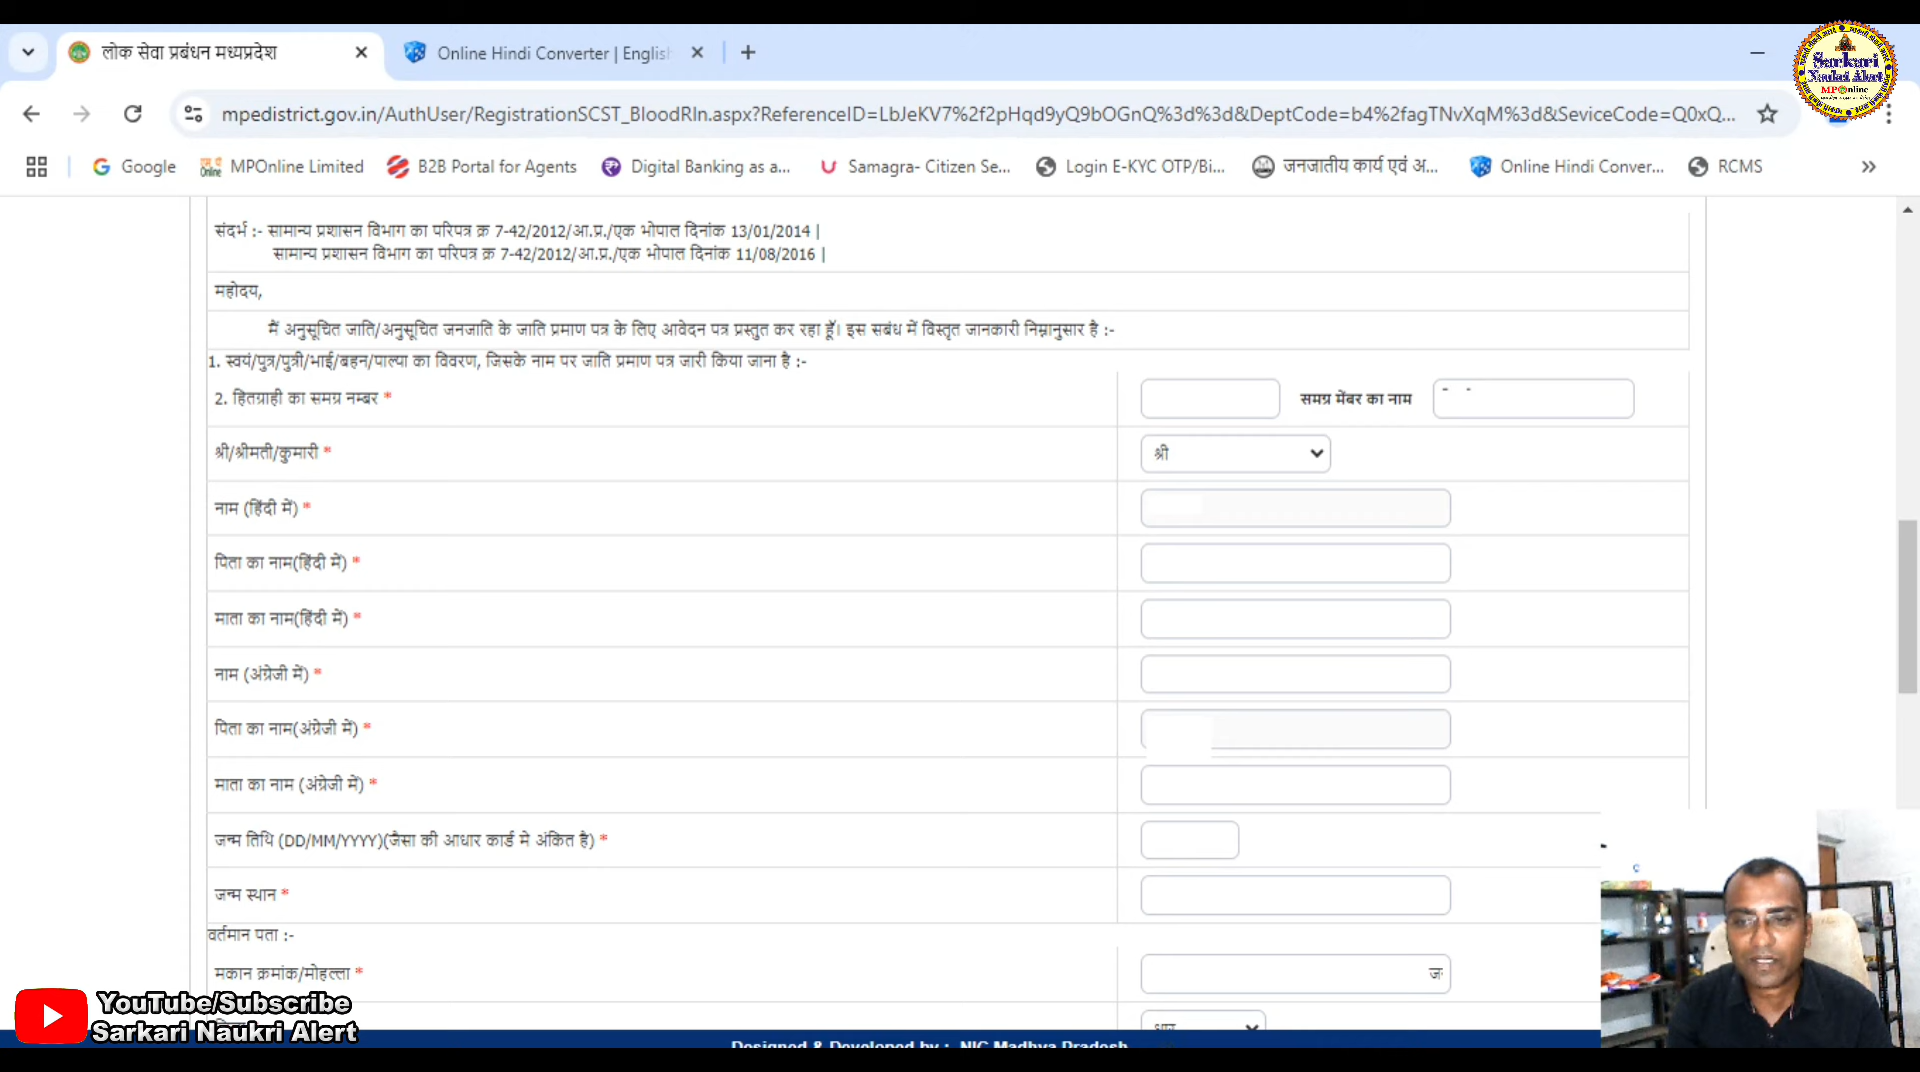 लोक सेवा प्रबंधन मध्यप्रदेश
Online Hindi Converter | English
mpedistrict.gov.in/AuthUser/RegistrationSCST_BloodRln.aspx?ReferenceID=LbJeKV7%2f2pHqd9yQ9bOGnQ%3d%3d&DeptCode=b4%2fagTNvXqM%3d&SeviceCode=Q0xQ...
Sarkari
Naukri Alert
MPOnline
Google
MPOnline Limited
B2B Portal for Agents
Digital Banking as a...
Samagra- Citizen Se...
Login E-KYC OTP/Bi...
जनजातीय कार्य एवं अ...
Online Hindi Conver...
RCMS
संदर्भ :- सामान्य प्रशासन विभाग का परिपत्र क्र 7-42/2012/आ.प्र./एक भोपाल दिनांक 13/01/2014 |
सामान्य प्रशासन विभाग का परिपत्र क्र 7-42/2012/आ.प्र./एक भोपाल दिनांक 11/08/2016 |
महोदय,
मैं अनुसूचित जाति/अनुसूचित जनजाति के जाति प्रमाण पत्र के लिए आवेदन पत्र प्रस्तुत कर रहा हूँ। इस सबंध में विस्तृत जानकारी निम्नानुसार है :-
1. स्वयं/पुत्र/पुत्री/भाई/बहन/पाल्या का विवरण, जिसके नाम पर जाति प्रमाण पत्र जारी किया जाना है :-
2. हितग्राही का समग्र नम्बर *
समग्र मेंबर का नाम
श्री/श्रीमती/कुमारी *
श्री
नाम (हिंदी में) *
पिता का नाम(हिंदी में) *
माता का नाम(हिंदी में) *
नाम (अंग्रेजी में) *
पिता का नाम(अंग्रेजी में) *
माता का नाम (अंग्रेजी में) *
जन्म तिथि (DD/MM/YYYY)(जैसा की आधार कार्ड मे अंकित है) *
जन्म स्थान *
वर्तमान पता :-
मकान क्रमांक/मोहल्ला *
YouTube/Subscribe
Sarkari Naukri Alert
धार
Designed & Developed by : NIC Madhya Pradesh